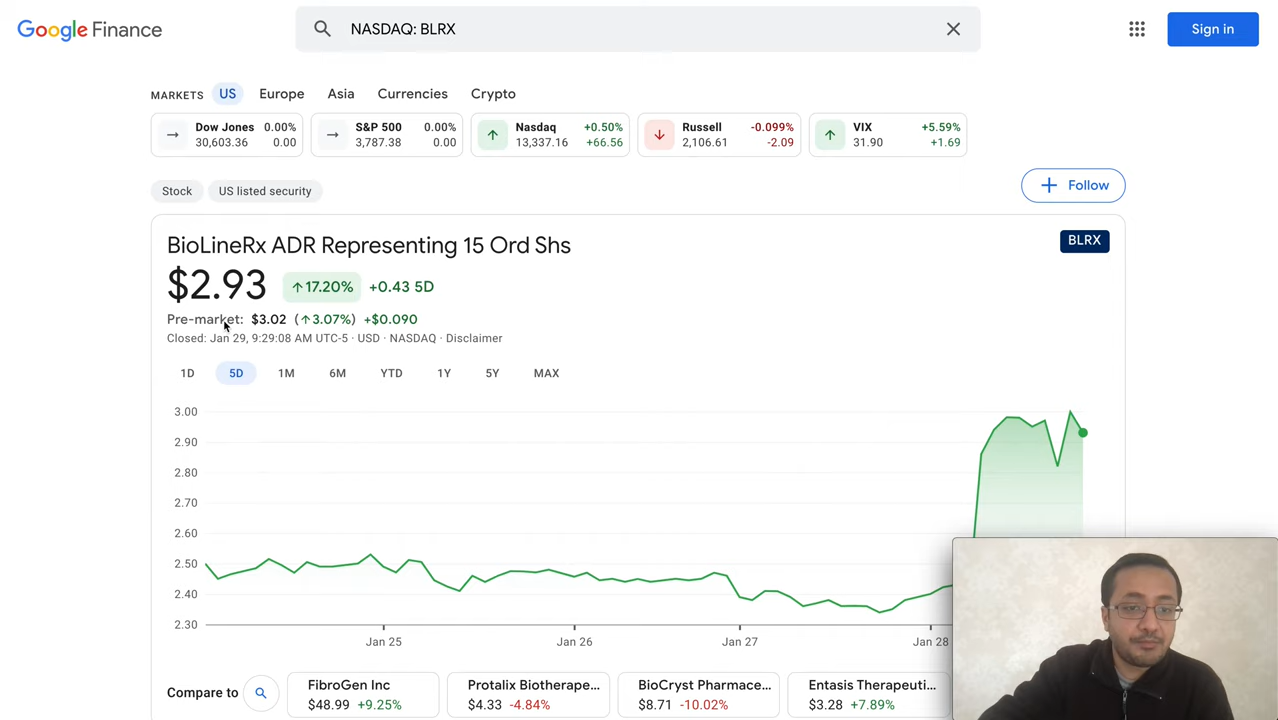 Google Finance
NASDAQ: BLRX
Sign in
MARKETS US Europe Asia Currencies Crypto
Dow Jones 0.00%
30,603.36 0.00
S&P 500 0.00%
3,787.38 0.00
Nasdaq +0.50%
13,337.16 +66.56
Russell -0.099%
2,106.61 -2.09
VIX +5.59%
31.90 +1.69
Stock US listed security
Follow
BioLineRx ADR Representing 15 Ord Shs
BLRX
$2.93 17.20% +0.43 5D
Pre-market: $3.02 (↑3.07%) +$0.090
Closed: Jan 29, 9:29:08 AM UTC-5 · USD · NASDAQ · Disclaimer
1D 5D 1M 6M YTD 1Y 5Y MAX
3.00
2.90
2.80
2.70
2.60
2.50
2.40
2.30
Jan 25 Jan 26 Jan 27 Jan 28
Compare to
FibroGen Inc
$48.99 +9.25%
Protalix Biotherape...
$4.33 -4.84%
BioCryst Pharmace...
$8.71 -10.02%
Entasis Therapeuti...
$3.28 +7.89%